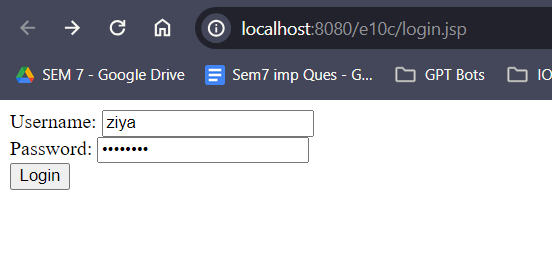 localhost:8080/e10c/login.jsp
SEM 7 - Google Drive Sem7 imp Ques - G... GPT Bots IO
Username: ziya
Password: ••••••••
Login